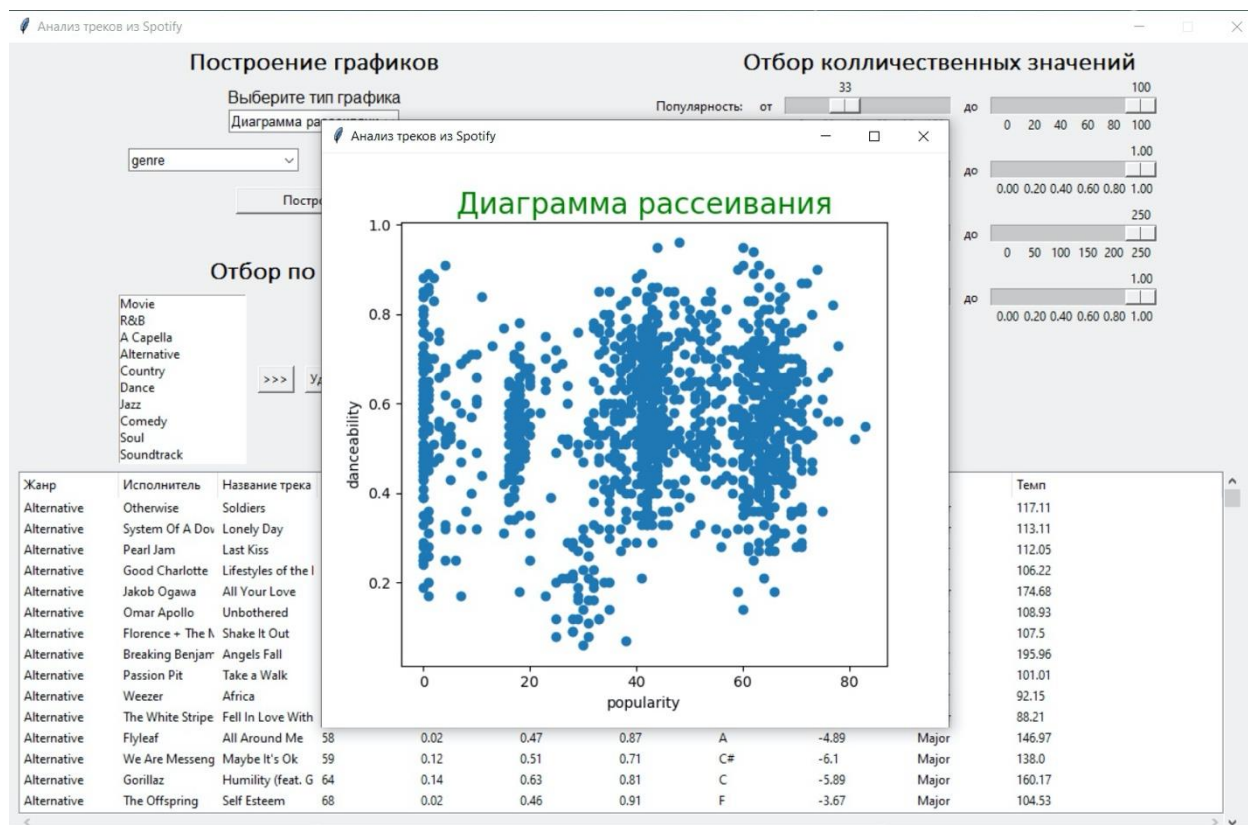 Анализ треков из Spotify
Построение графиков
Отбор колличественных значений
Выберите тип графика
33
100
Популярность: от
до
0 20 40 60 80 100
genre
1.00
до
0.00 0.20 0.40 0.60 0.80 1.00
Постро
250
до
0 50 100 150 200 250
1.00
до
0.00 0.20 0.40 0.60 0.80 1.00
Отбор по
Movie
R&B
A Capella
Alternative
Country
Dance
Jazz
Comedy
Soul
Soundtrack
>>>
Анализ треков из Spotify
Диаграмма рассеивания
1.0
0.8
0.6
0.4
0.2
danceability
0 20 40 60 80
popularity
Жанр Исполнитель Название трека Темп
Alternative Otherwise Soldiers 117.11
Alternative System Of A Dov Lonely Day 113.11
Alternative Pearl Jam Last Kiss 112.05
Alternative Good Charlotte Lifestyles of the 106.22
Alternative Jakob Ogawa All Your Love 174.68
Alternative Omar Apollo Unbothered 108.93
Alternative Florence + The Shake It Out 107.5
Alternative Breaking Benjam Angels Fall 195.96
Alternative Passion Pit Take a Walk 101.01
Alternative Weezer Africa 92.15
Alternative The White Stripe Fell In Love With 88.21
Alternative Flyleaf All Around Me 58 0.02 0.47 0.87 A -4.89 Major 146.97
Alternative We Are Messeng Maybe It's Ok 59 0.12 0.51 0.71 C# -6.1 Major 138.0
Alternative Gorillaz Humility (feat. G 64 0.14 0.63 0.81 C -5.89 Major 160.17
Alternative The Offspring Self Esteem 68 0.02 0.46 0.91 F -3.67 Major 104.53